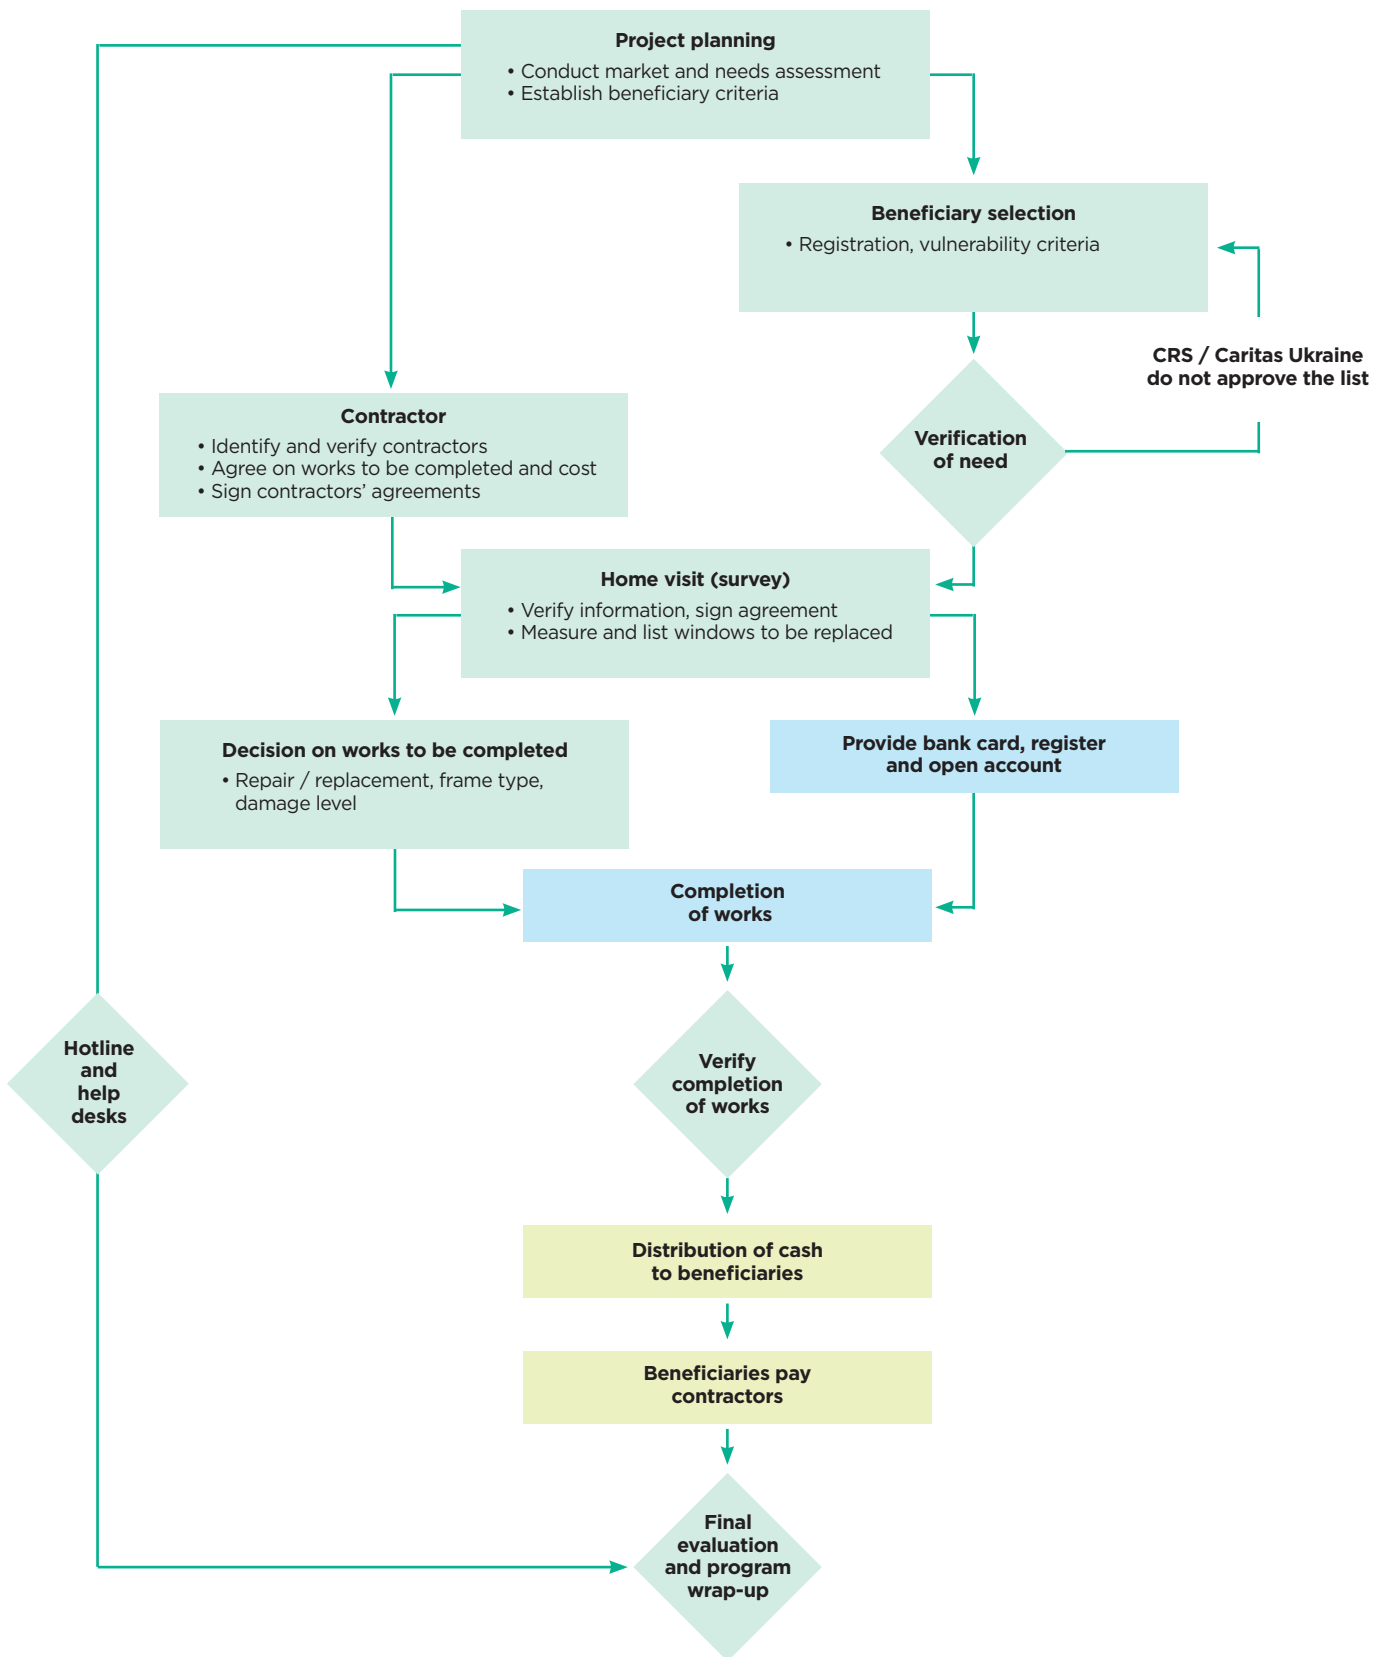 Project planning
• Conduct market and needs assessment
• Establish beneficiary criteria
Beneficiary selection
• Registration, vulnerability criteria
CRS / Caritas Ukraine
do not approve the list
Verification
of need
Contractor
• Identify and verify contractors
• Agree on works to be completed and cost
• Sign contractors’ agreements
Home visit (survey)
• Verify information, sign agreement
• Measure and list windows to be replaced
Decision on works to be completed
• Repair / replacement, frame type,
damage level
Provide bank card, register
and open account
Completion
of works
Hotline
and
help
desks
Verify
completion
of works
Distribution of cash
to beneficiaries
Beneficiaries pay
contractors
Final
evaluation
and program
wrap-up